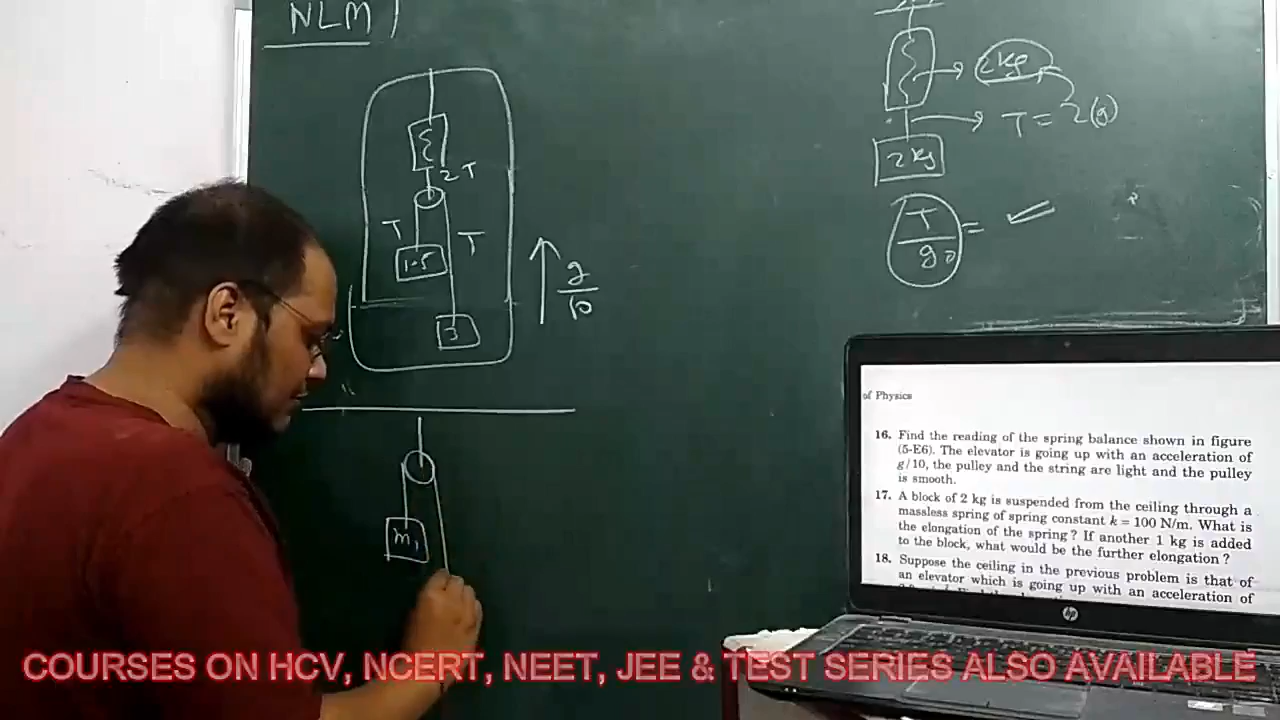 NLM)
2T
T
T
1.5
3
g/10
m₁
2kg
T = 2(g)
2kg
T/g =
of Physics
16. Find the reading of the spring balance shown in figure
(5-E6). The elevator is going up with an acceleration of
g/10, the pulley and the string are light and the pulley
is smooth.
17. A block of 2 kg is suspended from the ceiling through a
massless spring of spring constant k = 100 N/m. What is
the elongation of the spring ? If another 1 kg is added
to the block, what would be the further elongation ?
18. Suppose the ceiling in the previous problem is that of
an elevator which is going up with an acceleration of
hp
COURSES ON HCV, NCERT, NEET, JEE & TEST SERIES ALSO AVAILABLE